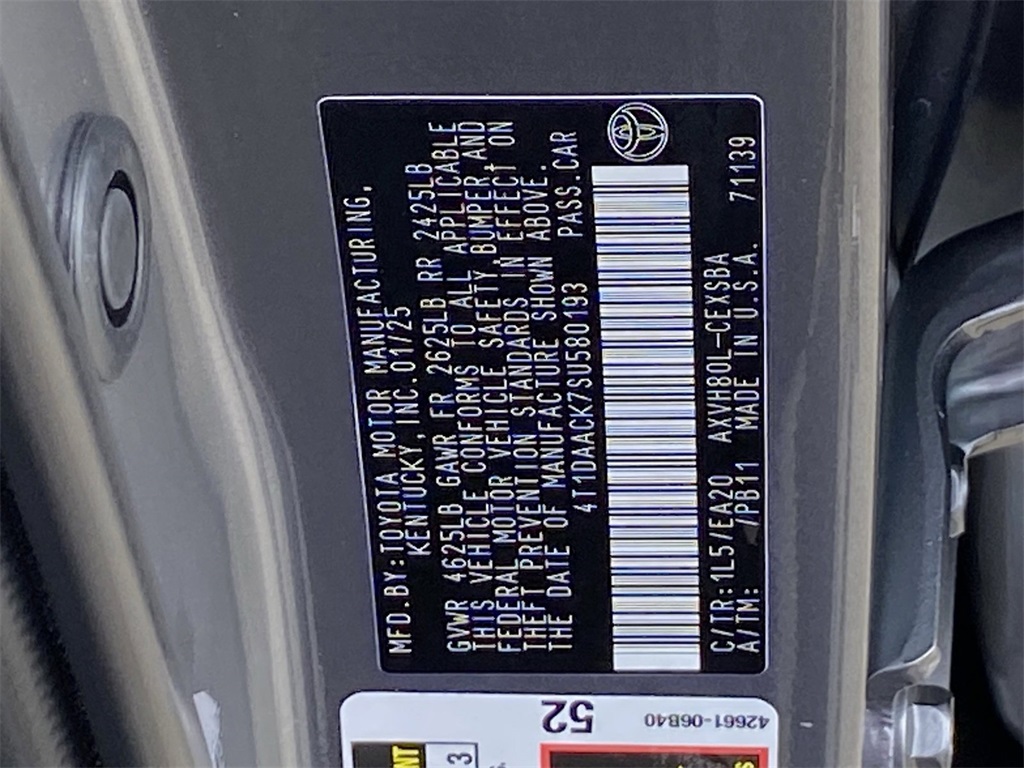 MFD.BY:TOYOTA MOTOR MANUFACTURING,
KENTUCKY, INC.01/25
GVWR 4625LB GAWR FR 2625LB RR 2425LB
THIS VEHICLE CONFORMS TO ALL APPLICABLE
FEDERAL MOTOR VEHICLE SAFETY,BUMPER,AND
THEFT PREVENTION STANDARDS IN EFFECT ON
THE DATE OF MANUFACTURE SHOWN ABOVE.
4T1DAACK7SU580193 PASS.CAR
C/TR:1L5/EA20 AXVH80L-CEXSBA
A/TM: /PB11 MADE IN U.S.A. 71139
42661-06B40
52
3